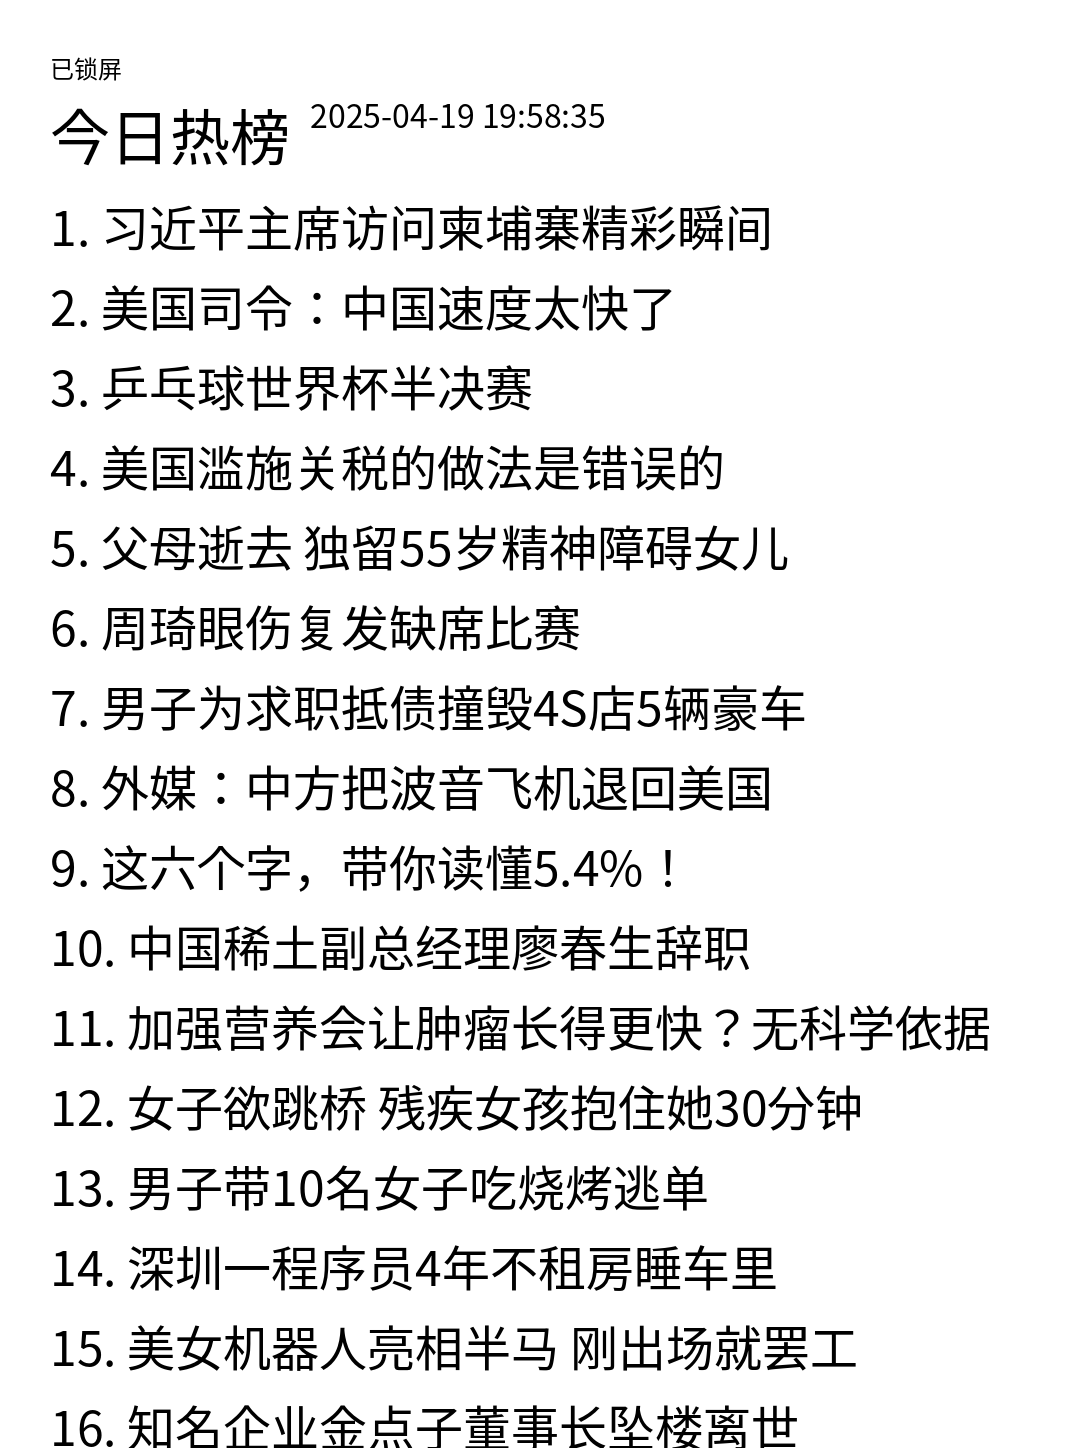 已锁屏
今日热榜 2025-04-19 19:58:35
1. 习近平主席访问柬埔寨精彩瞬间
2. 美国司令：中国速度太快了
3. 乒乓球世界杯半决赛
4. 美国滥施关税的做法是错误的
5. 父母逝去 独留55岁精神障碍女儿
6. 周琦眼伤复发缺席比赛
7. 男子为求职抵债撞毁4S店5辆豪车
8. 外媒：中方把波音飞机退回美国
9. 这六个字，带你读懂5.4%！
10. 中国稀土副总经理廖春生辞职
11. 加强营养会让肿瘤长得更快？无科学依据
12. 女子欲跳桥 残疾女孩抱住她30分钟
13. 男子带10名女子吃烧烤逃单
14. 深圳一程序员4年不租房睡车里
15. 美女机器人亮相半马 刚出场就罢工
16. 知名企业金点子董事长坠楼离世